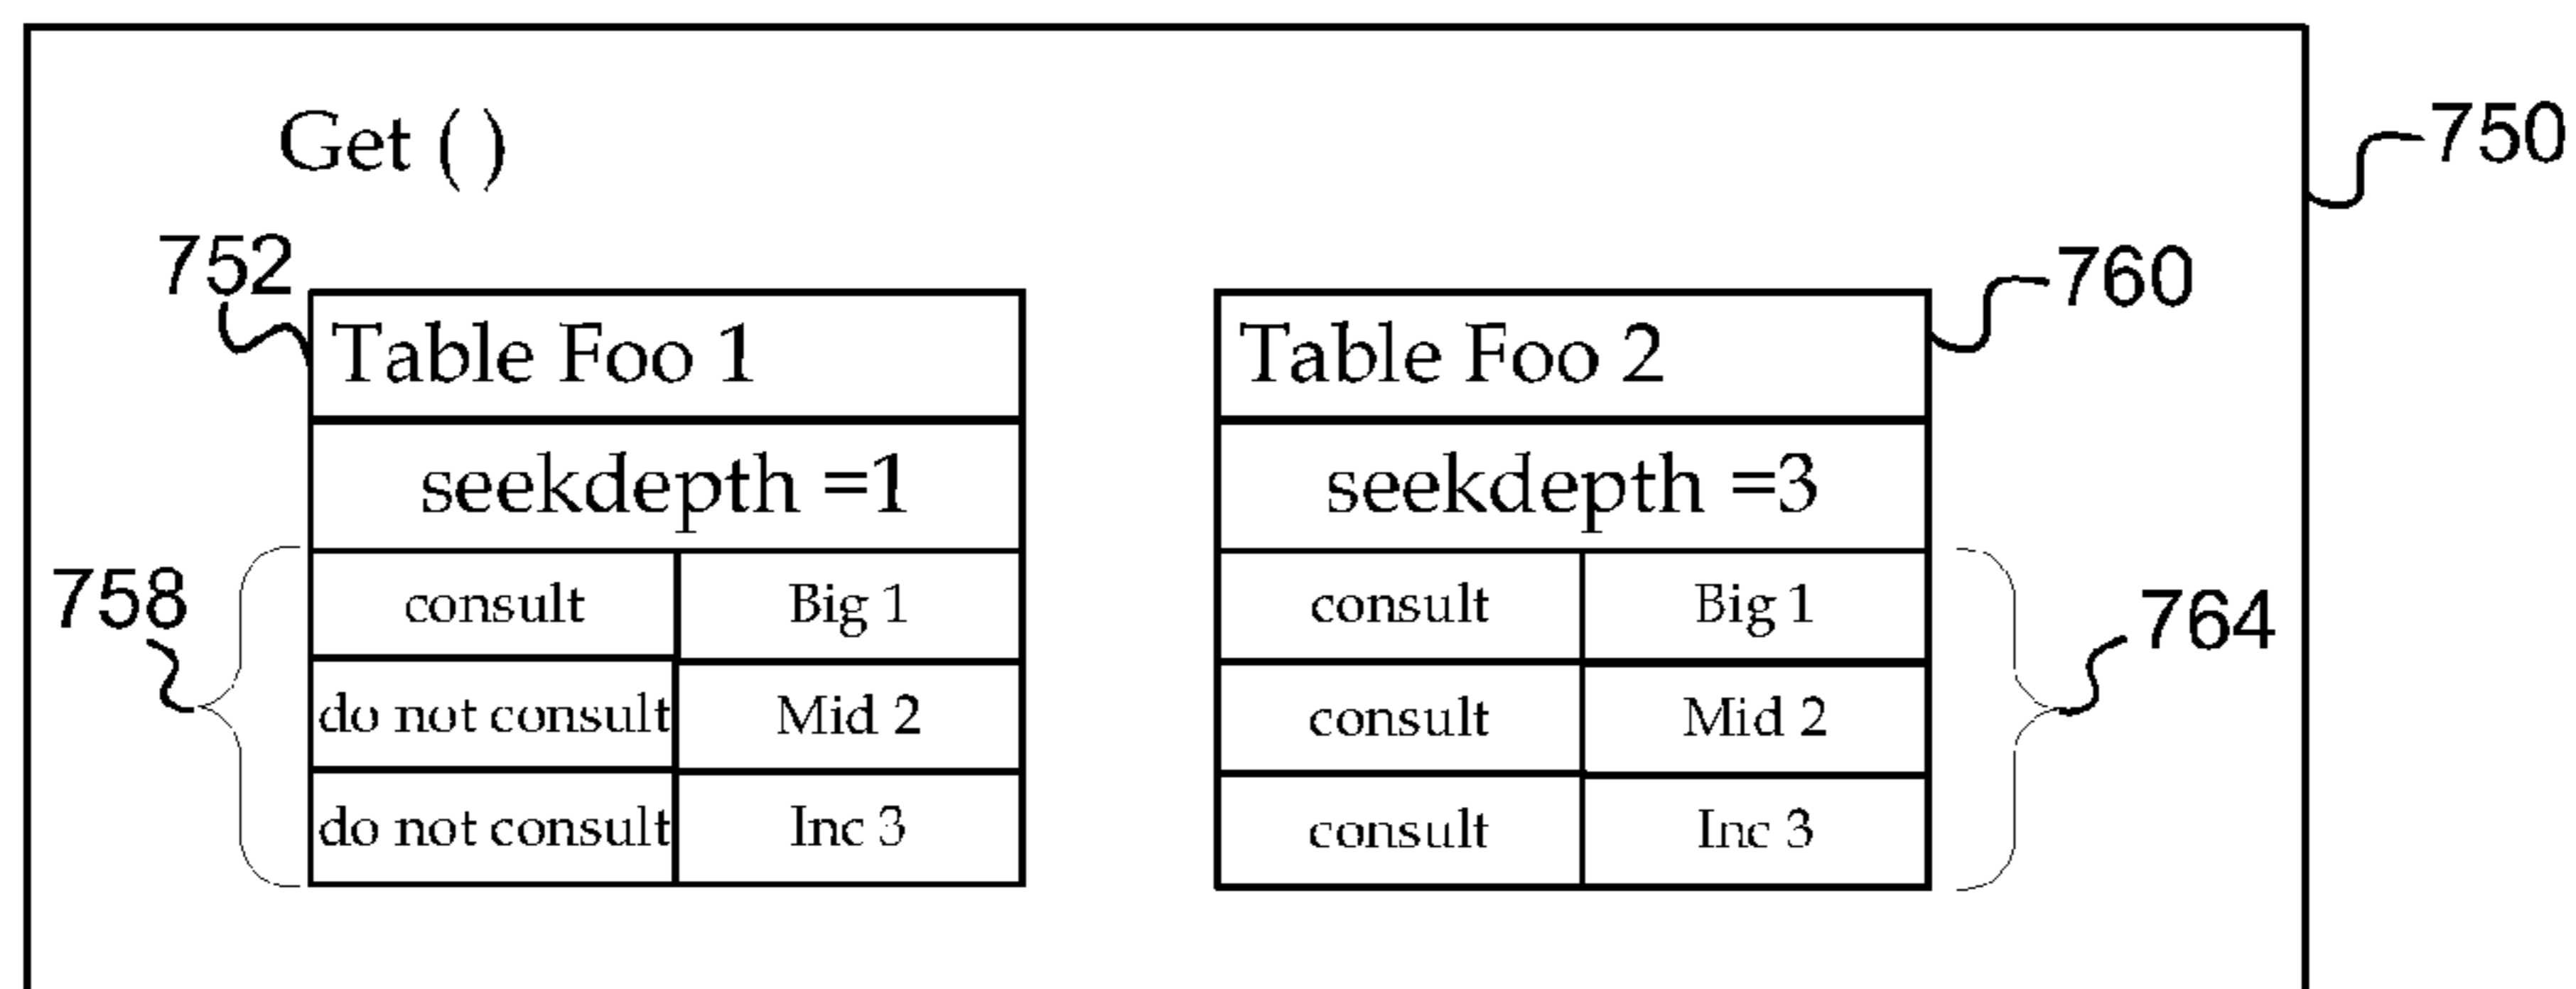 Get ( )
750
752
760
Table Foo 1
Table Foo 2
seekdepth =1
seekdepth =3
758
consult Big 1
do not consult Mid 2
do not consult Inc 3
consult Big 1
consult Mid 2
consult Inc 3
764